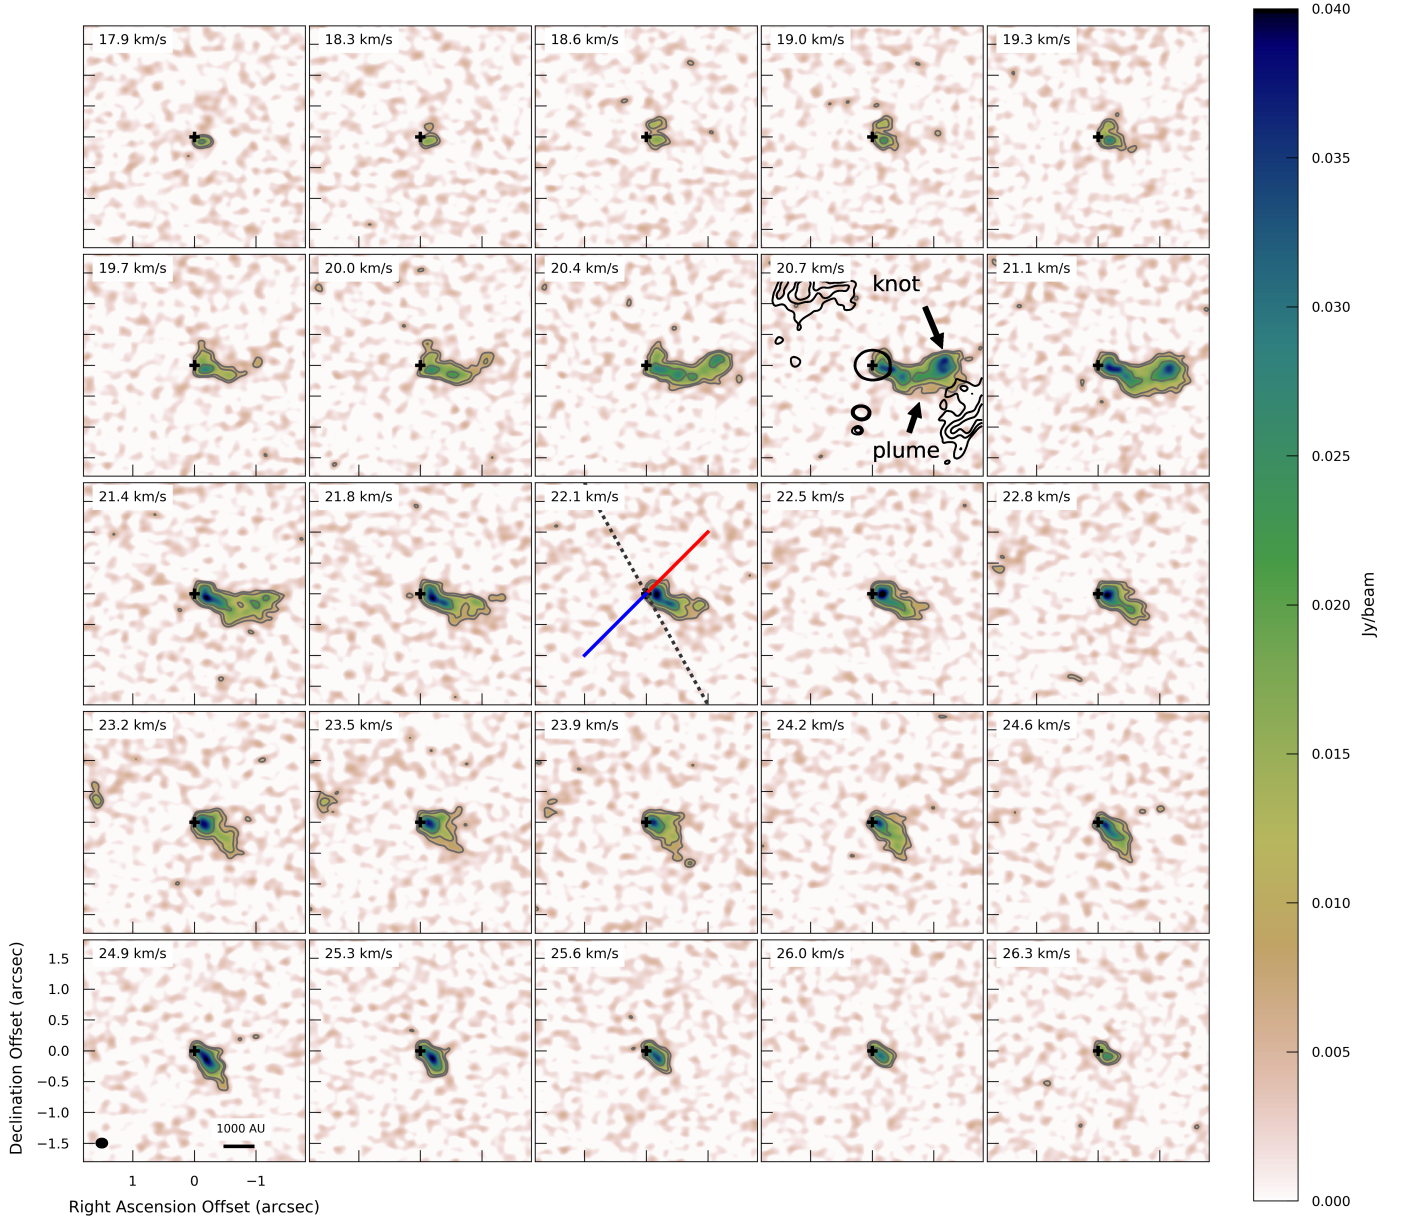 17.9 km/s
18.3 km/s
18.6 km/s
19.0 km/s
19.3 km/s
19.7 km/s
20.0 km/s
20.4 km/s
20.7 km/s
21.1 km/s
knot
plume
21.4 km/s
21.8 km/s
22.1 km/s
22.5 km/s
22.8 km/s
23.2 km/s
23.5 km/s
23.9 km/s
24.2 km/s
24.6 km/s
24.9 km/s
25.3 km/s
25.6 km/s
26.0 km/s
26.3 km/s
1000 AU
Declination Offset (arcsec)
1.5
1.0
0.5
0.0
−0.5
−1.0
−1.5
1
0
−1
Right Ascension Offset (arcsec)
0.040
0.035
0.030
0.025
0.020
0.015
0.010
0.005
0.000
Jy/beam